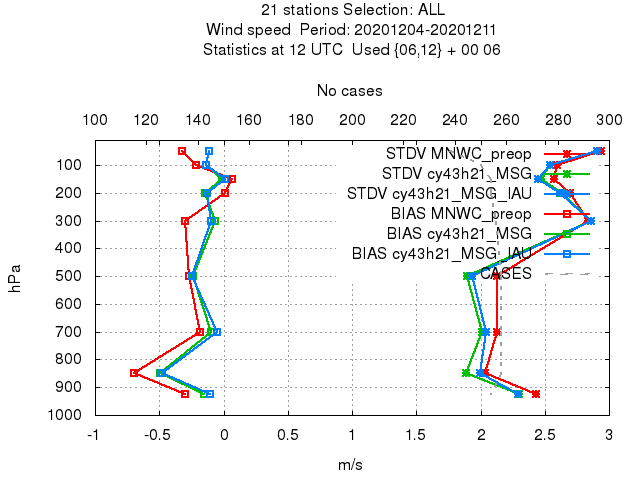 21 stations Selection: ALL
Wind speed  Period: 20201204-20201211
Statistics at 12 UTC  Used {06,12} + 00 06
No cases
100 120 140 160 180 200 220 240 260 280 300
STDV MNWC_preop
STDV cy43h21_MSG
STDV cy43h21_MSG_IAU
BIAS MNWC_preop
BIAS cy43h21_MSG
BIAS cy43h21_MSG_IAU
CASES
hPa
100
200
300
400
500
600
700
800
900
1000
-1 -0.5 0 0.5 1 1.5 2 2.5 3
m/s